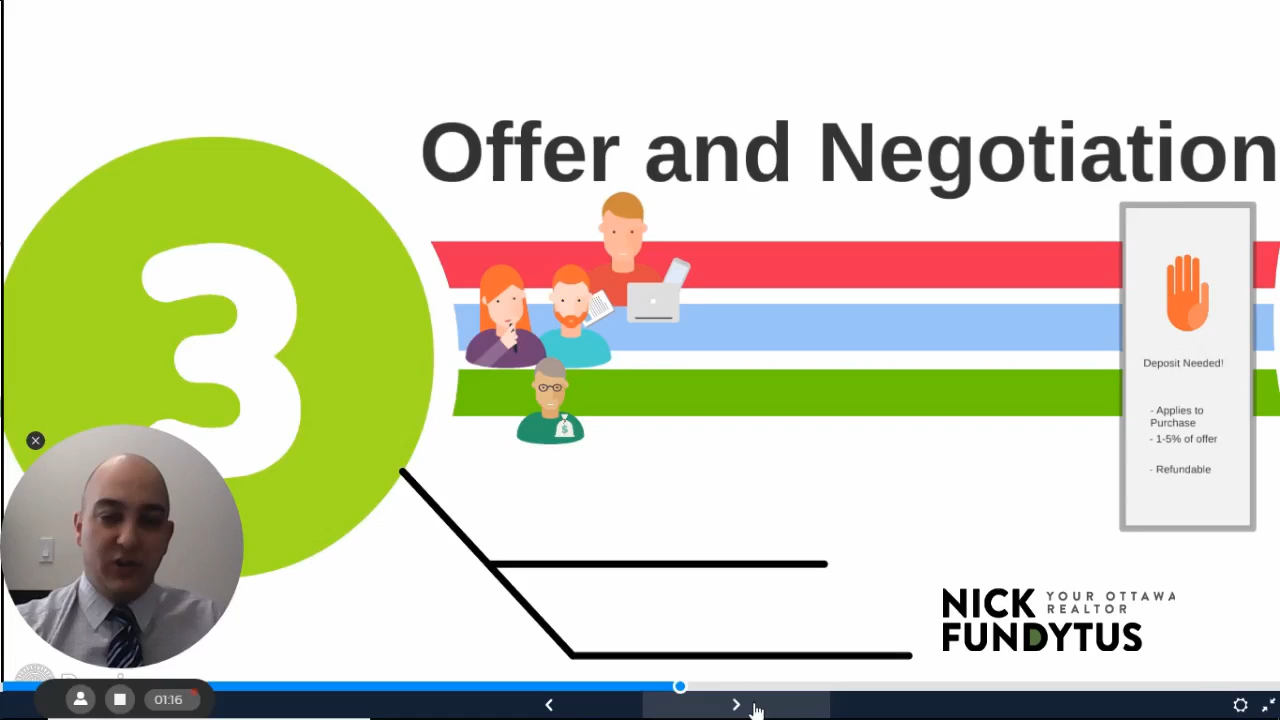 Offer and Negotiation
3
$
Deposit Needed!
- Applies to
Purchase
- 1-5% of offer
- Refundable
NICK
YOUR OTTAWA
REALTOR
FUNDYTUS
01:16